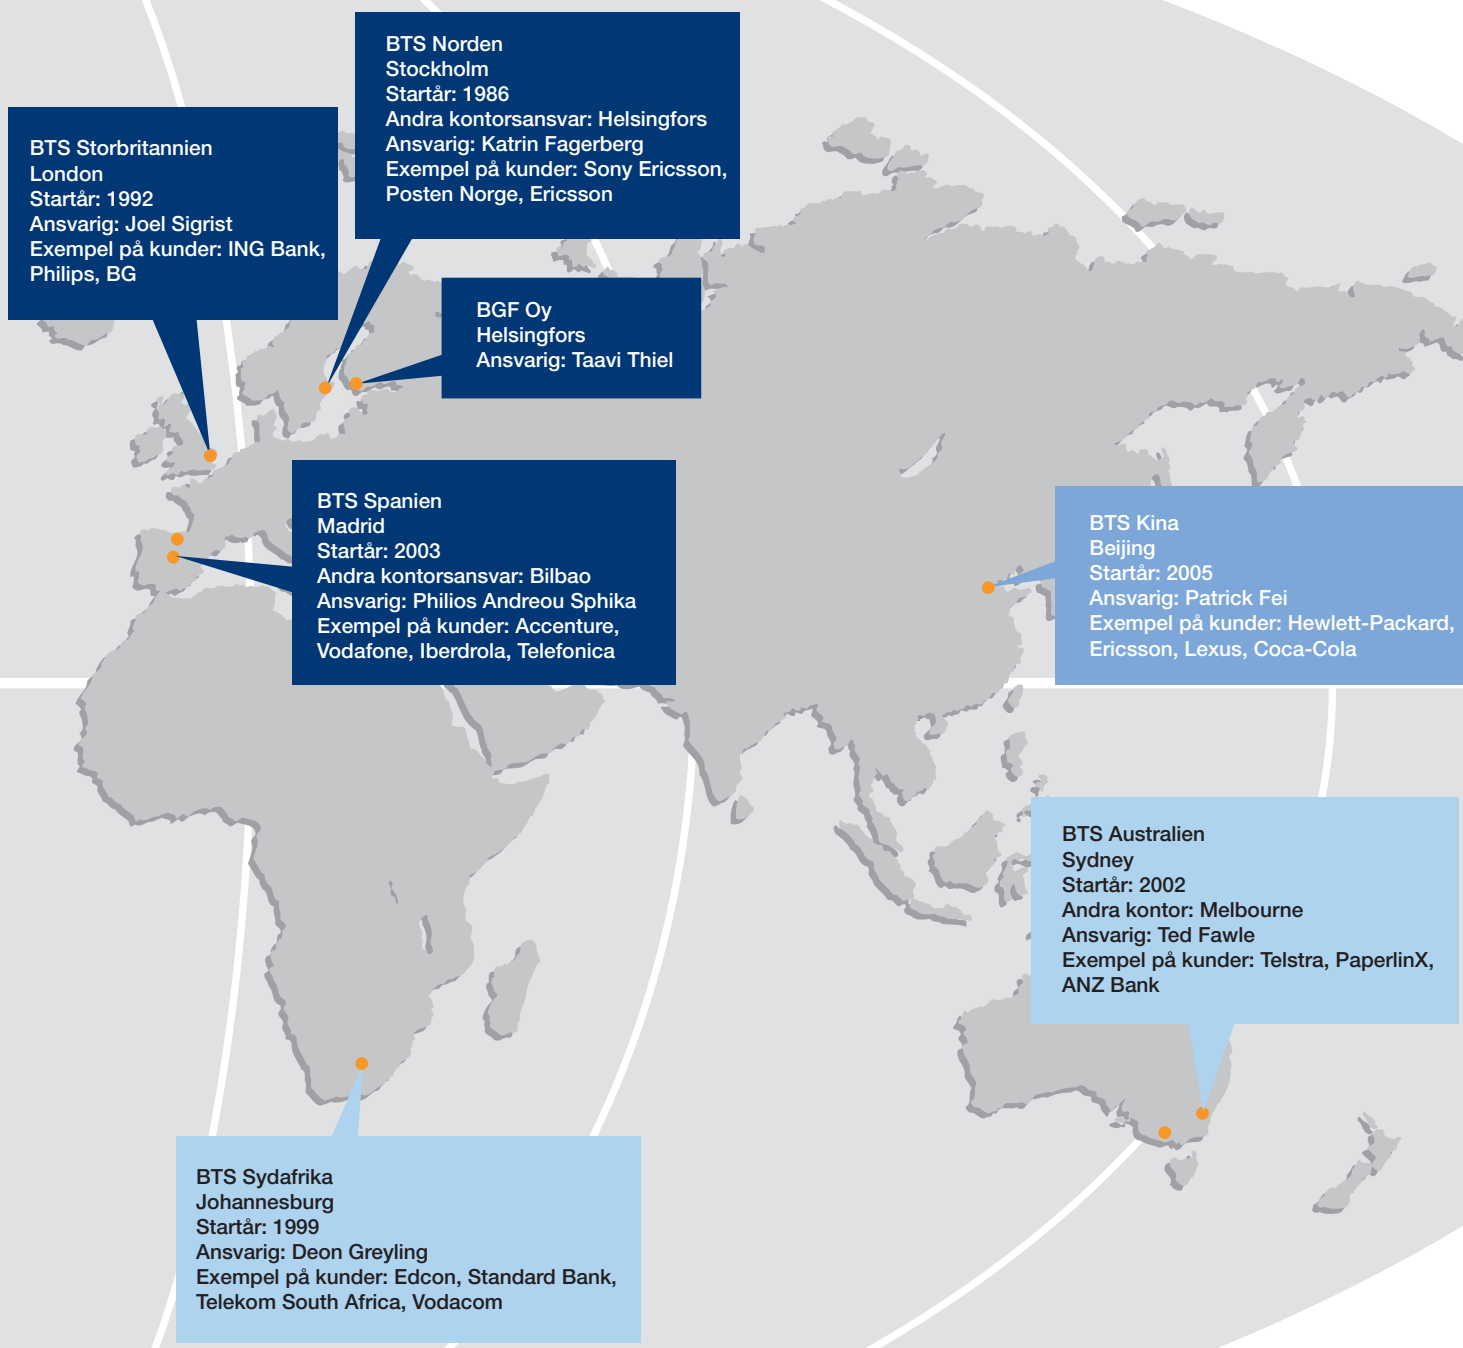 BTS Norden
Stockholm
Startår: 1986
Andra kontorsansvar: Helsingfors
Ansvarig: Katrin Fagerberg
Exempel på kunder: Sony Ericsson,
Posten Norge, Ericsson
BTS Storbritannien
London
Startår: 1992
Ansvarig: Joel Sigrist
Exempel på kunder: ING Bank,
Philips, BG
BGF Oy
Helsingfors
Ansvarig: Taavi Thiel
BTS Spanien
Madrid
Startår: 2003
Andra kontorsansvar: Bilbao
Ansvarig: Philios Andreou Sphika
Exempel på kunder: Accenture,
Vodafone, Iberdrola, Telefonica
BTS Kina
Beijing
Startår: 2005
Ansvarig: Patrick Fei
Exempel på kunder: Hewlett-Packard,
Ericsson, Lexus, Coca-Cola
BTS Australien
Sydney
Startår: 2002
Andra kontor: Melbourne
Ansvarig: Ted Fawle
Exempel på kunder: Telstra, PaperlinX,
ANZ Bank
BTS Sydafrika
Johannesburg
Startår: 1999
Ansvarig: Deon Greyling
Exempel på kunder: Edcon, Standard Bank,
Telekom South Africa, Vodacom